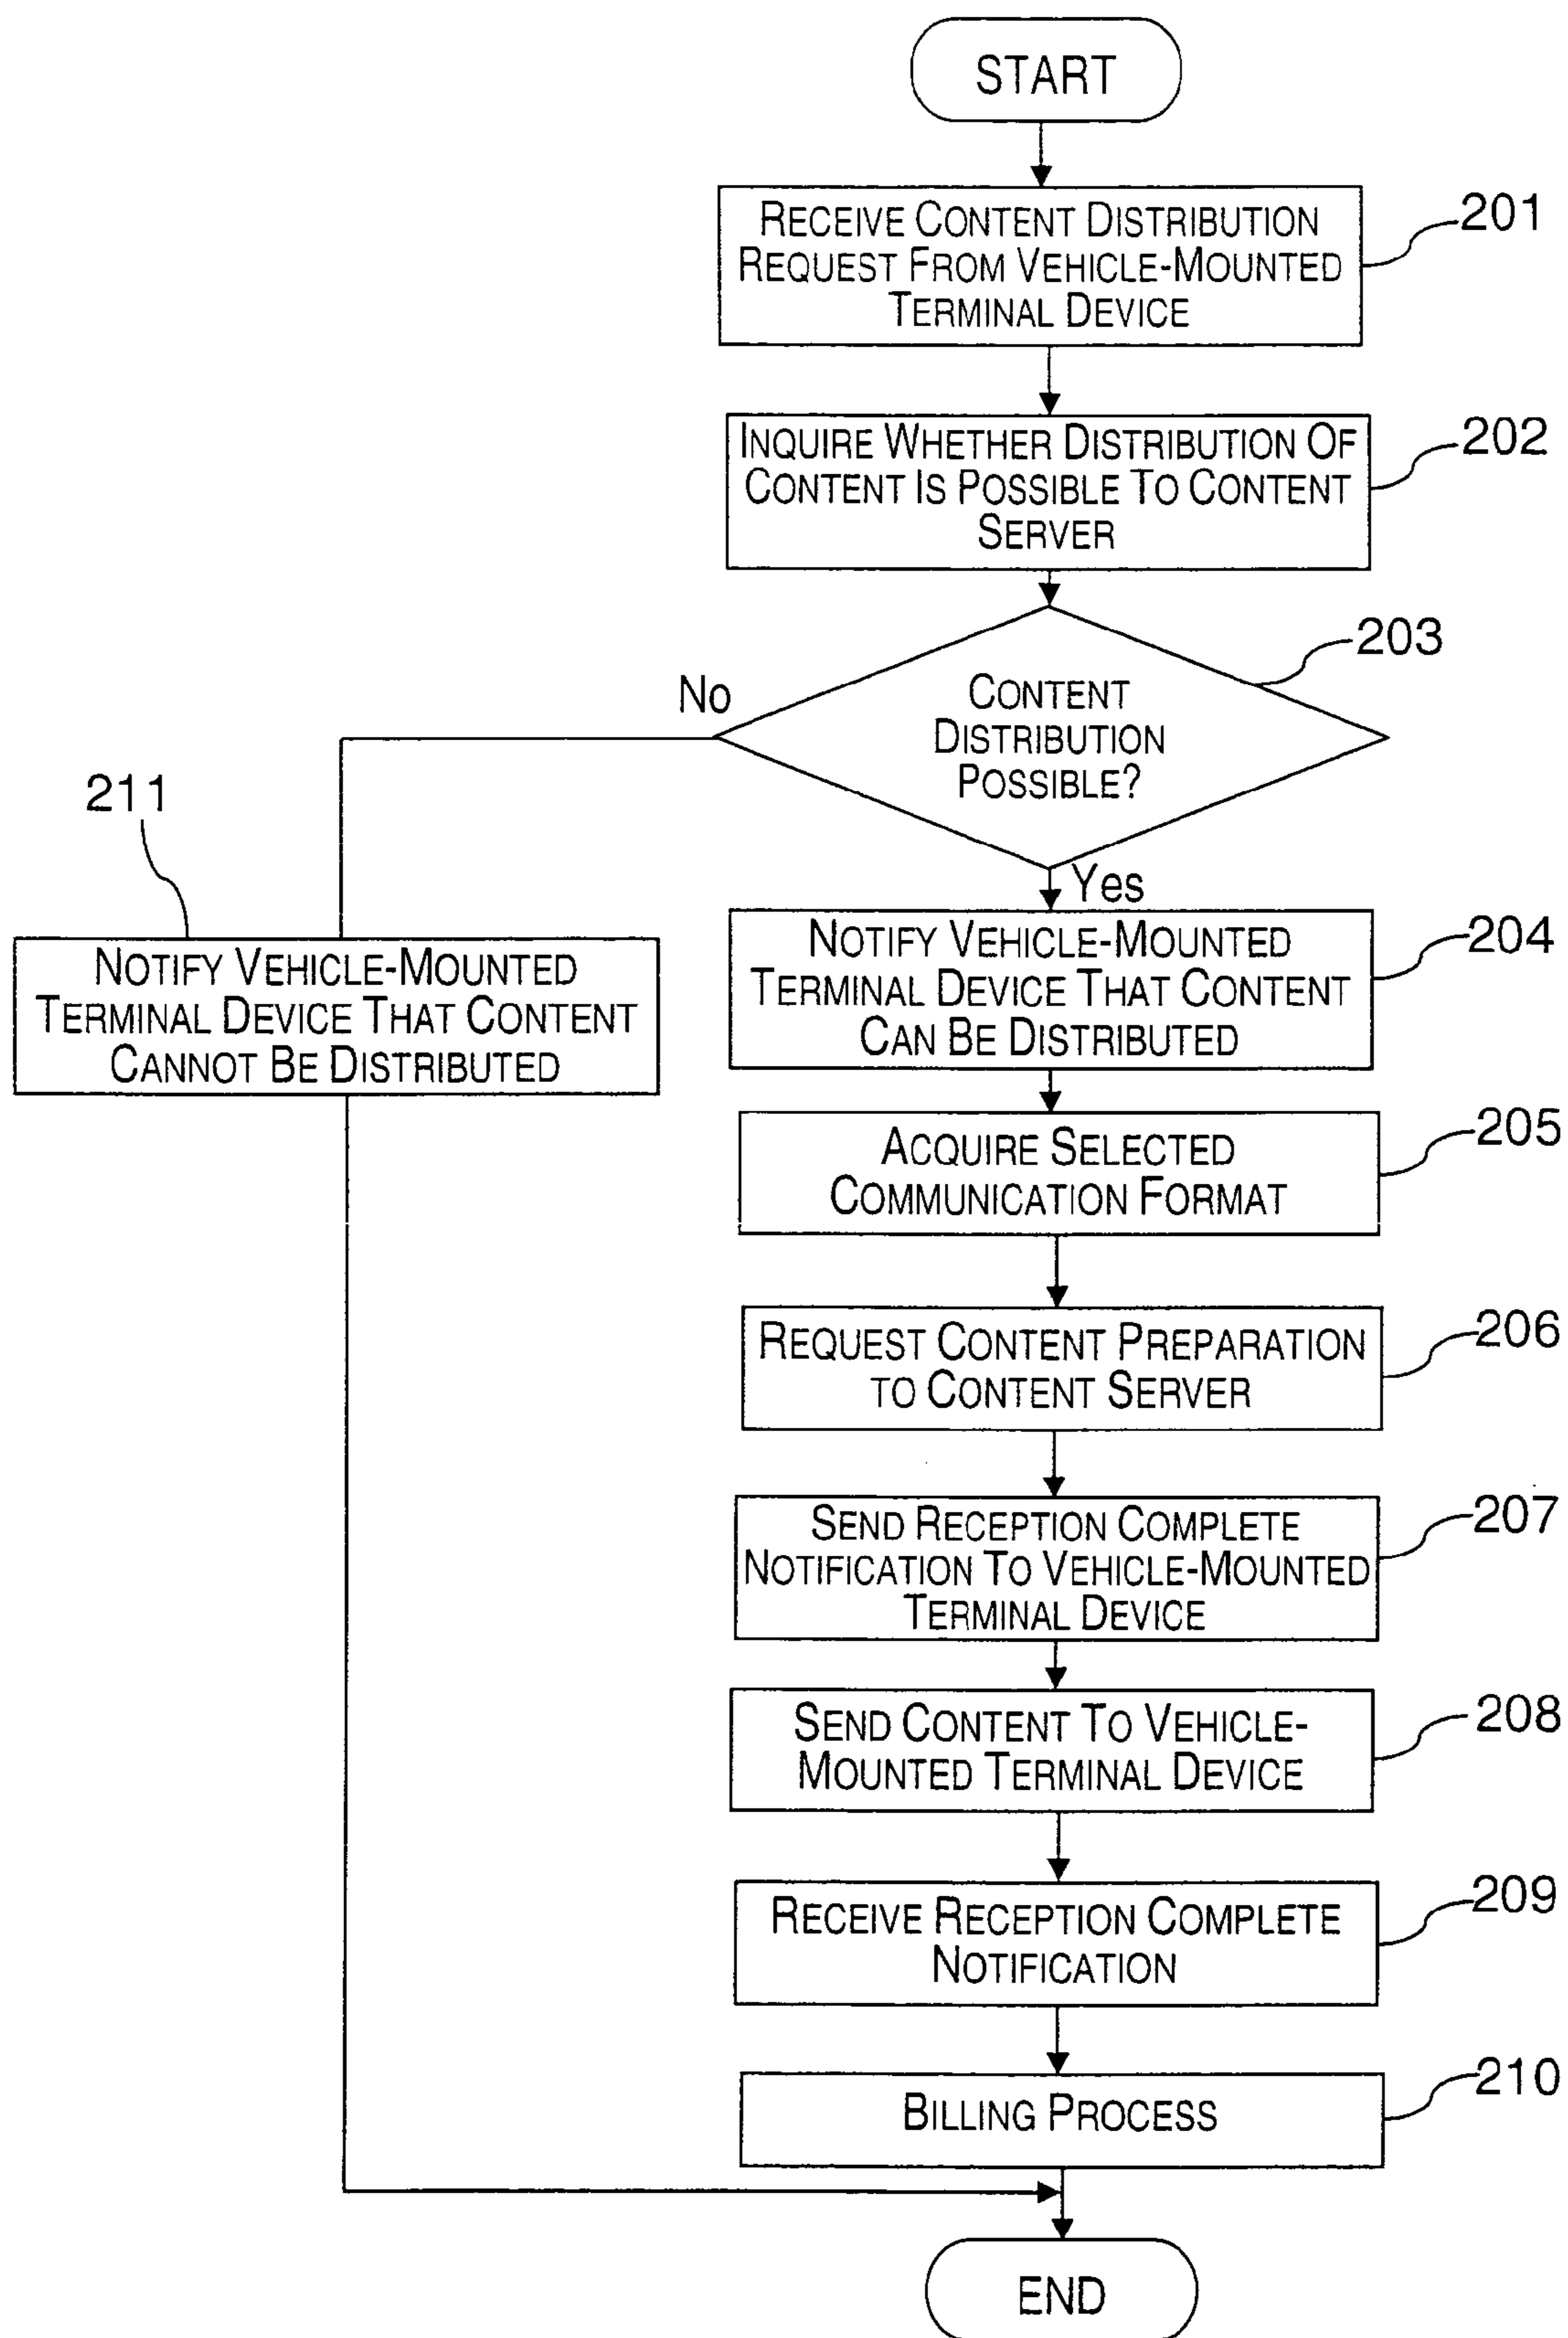 START
RECEIVE CONTENT DISTRIBUTION
REQUEST FROM VEHICLE-MOUNTED
TERMINAL DEVICE
201
INQUIRE WHETHER DISTRIBUTION OF
CONTENT IS POSSIBLE TO CONTENT
SERVER
202
CONTENT
DISTRIBUTION
POSSIBLE?
203
No
Yes
211
NOTIFY VEHICLE-MOUNTED
TERMINAL DEVICE THAT CONTENT
CANNOT BE DISTRIBUTED
NOTIFY VEHICLE-MOUNTED
TERMINAL DEVICE THAT CONTENT
CAN BE DISTRIBUTED
204
ACQUIRE SELECTED
COMMUNICATION FORMAT
205
REQUEST CONTENT PREPARATION
TO CONTENT SERVER
206
SEND RECEPTION COMPLETE
NOTIFICATION TO VEHICLE-MOUNTED
TERMINAL DEVICE
207
SEND CONTENT TO VEHICLE-
MOUNTED TERMINAL DEVICE
208
RECEIVE RECEPTION COMPLETE
NOTIFICATION
209
BILLING PROCESS
210
END